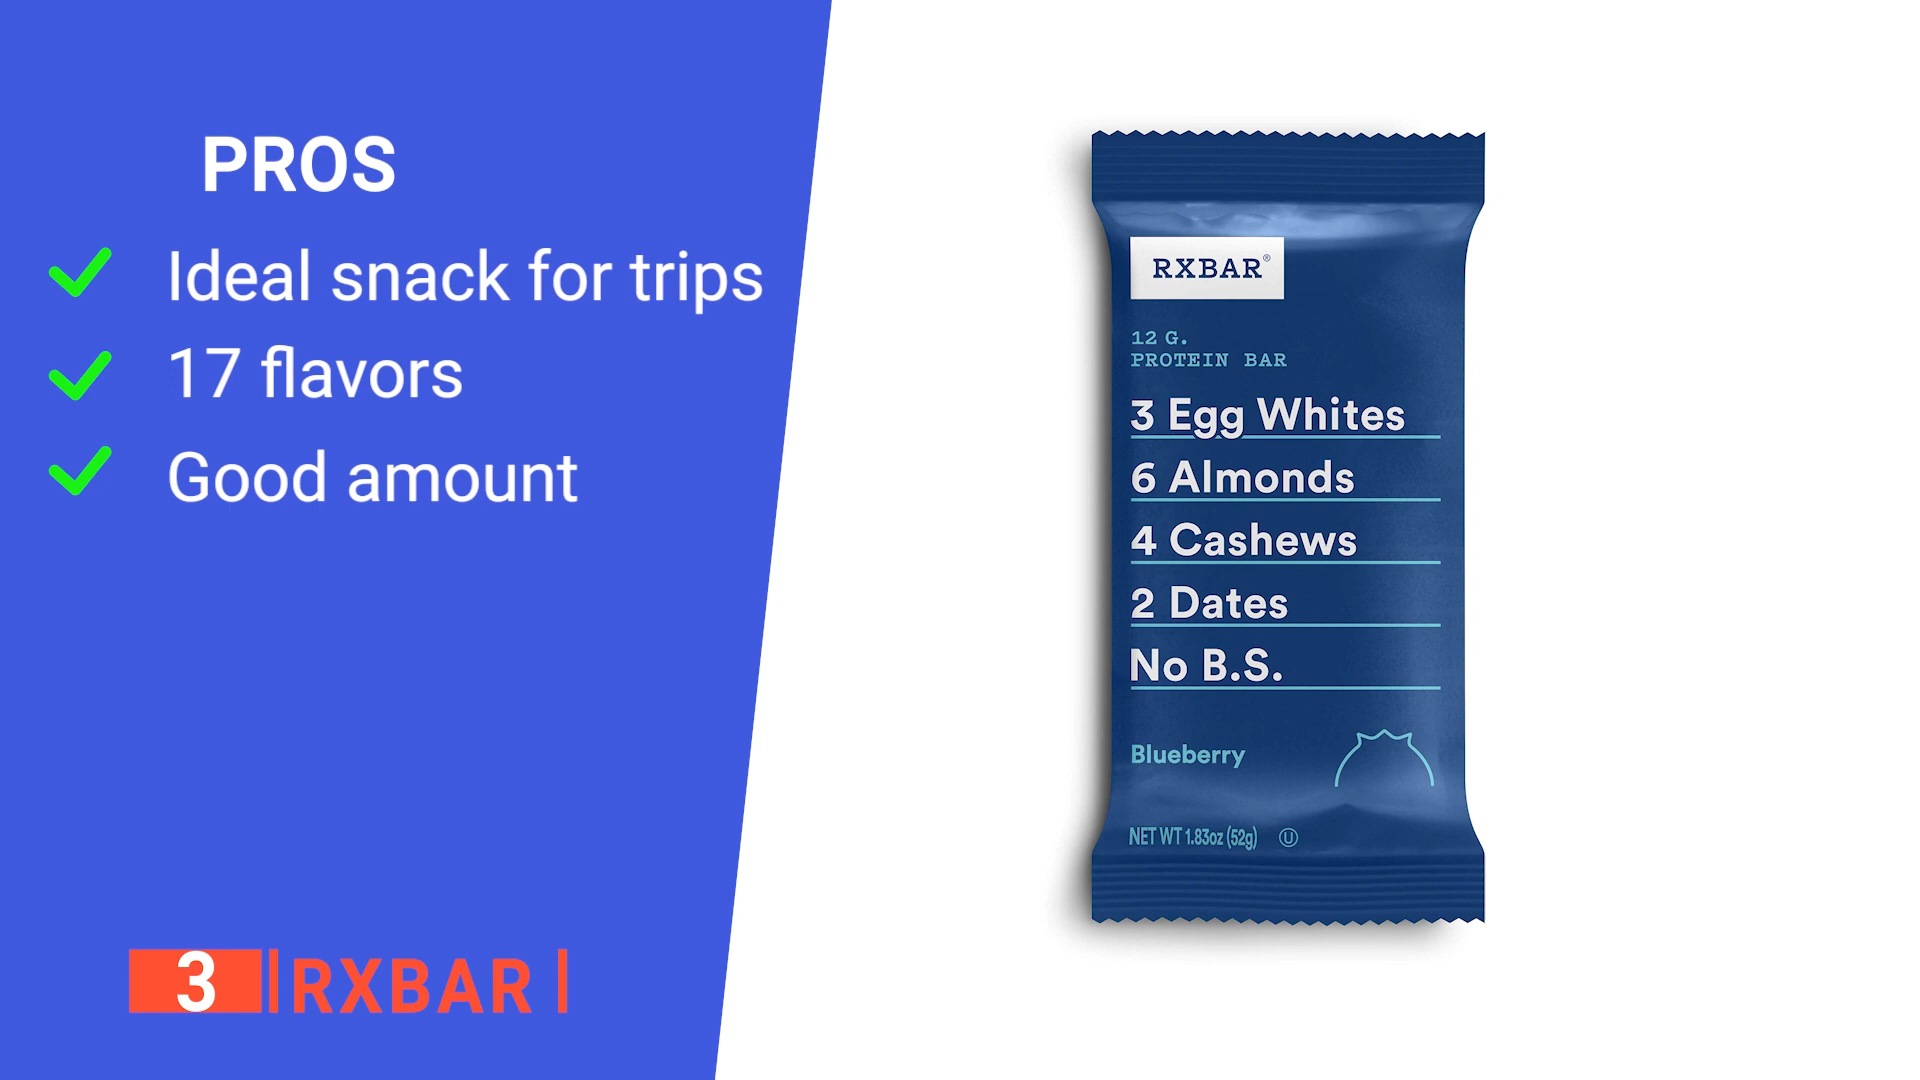 PROS
Ideal snack for trips
17 flavors
Good amount
3 RXBAR
RXBAR®
12 G.
PROTEIN BAR
3 Egg Whites
6 Almonds
4 Cashews
2 Dates
No B.S.
Blueberry
NET WT 1.83oz (52g) U